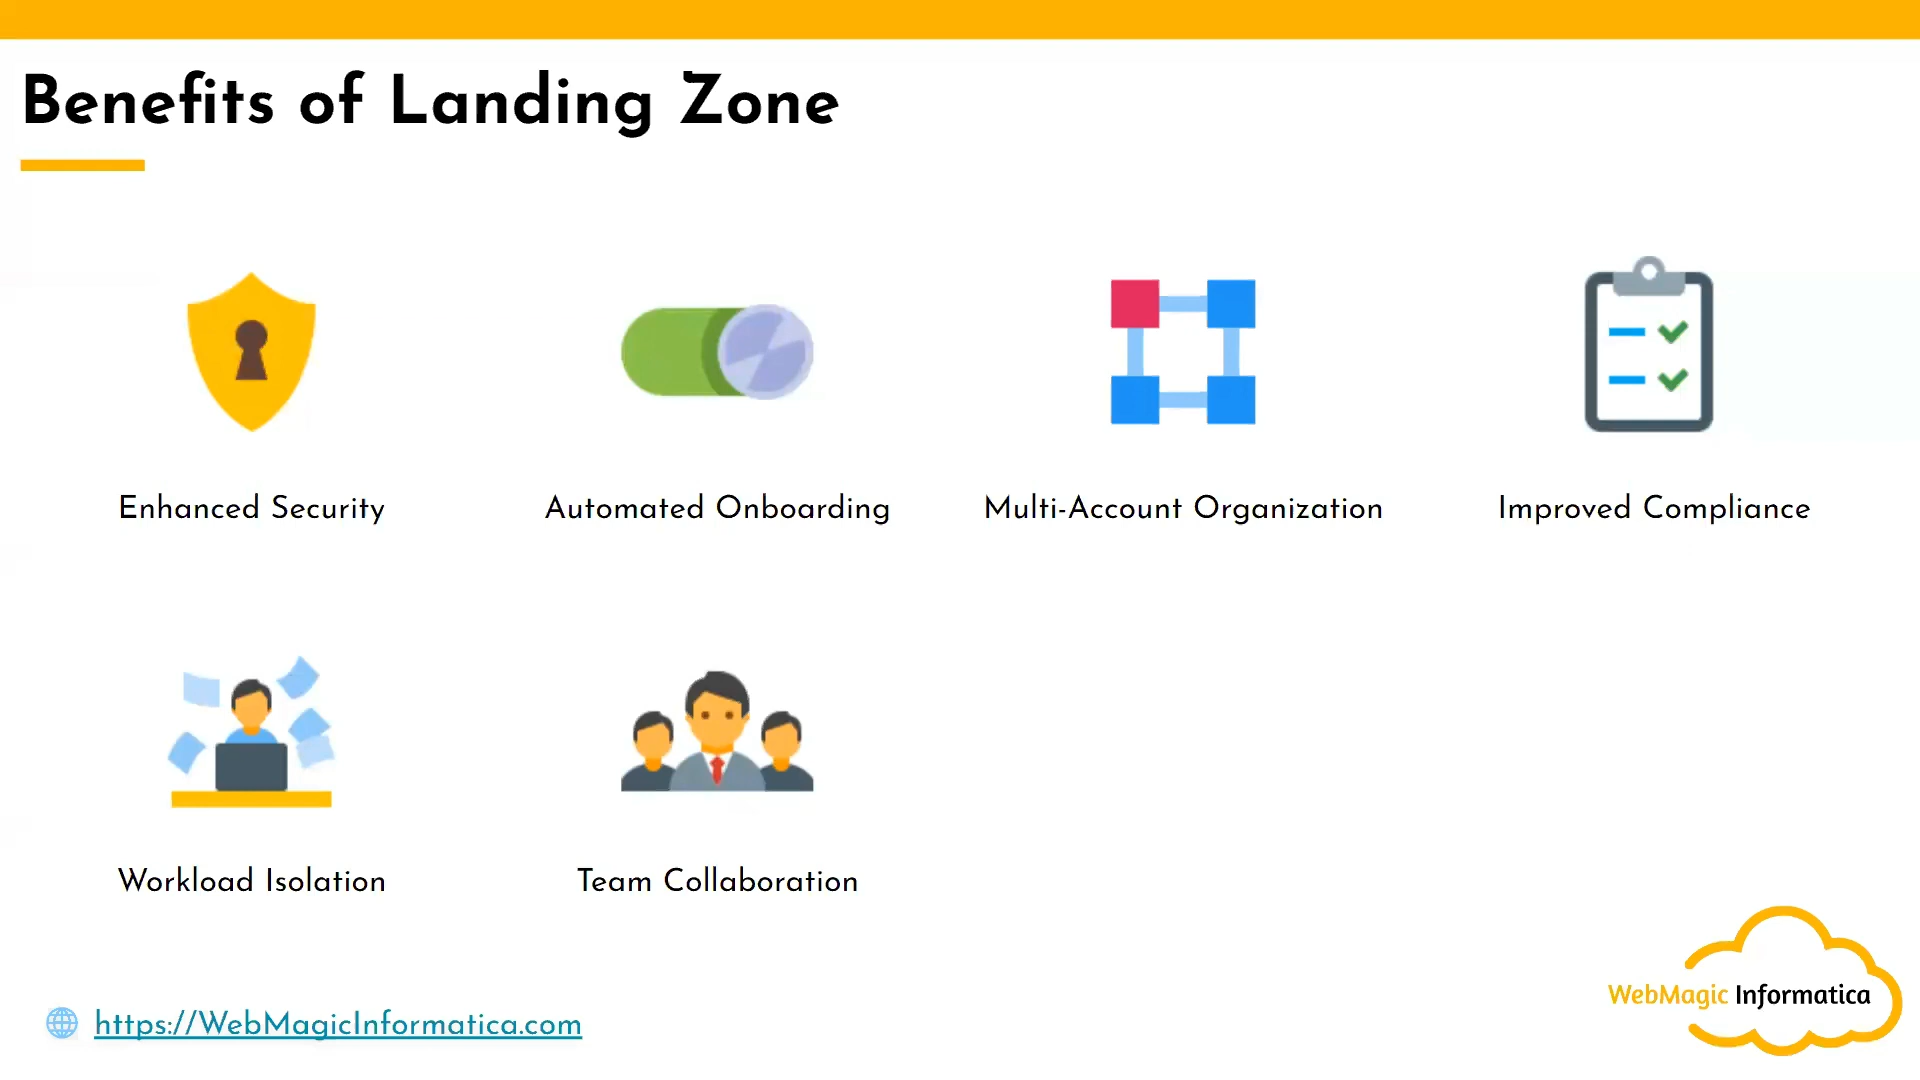 Benefits of Landing Zone
Enhanced Security
Automated Onboarding
Multi-Account Organization
Improved Compliance
Workload Isolation
Team Collaboration
WebMagic Informatica
https://WebMagicInformatica.com